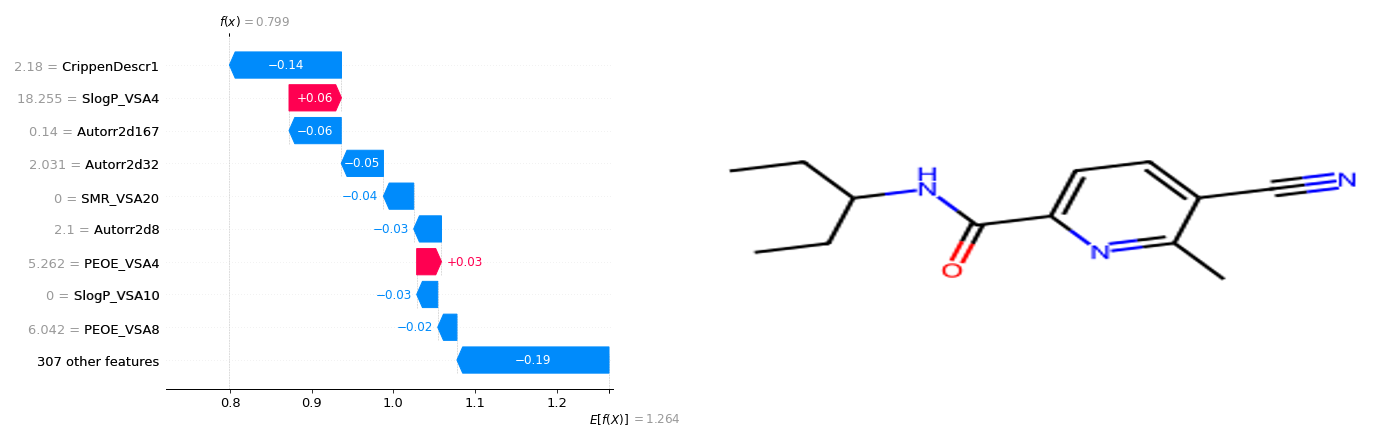 f(x) = 0.799
2.18 = CrippenDescr1
−0.14
18.255 = SlogP_VSA4
+0.06
0.14 = Autorr2d167
−0.06
2.031 = Autorr2d32
−0.05
0 = SMR_VSA20
−0.04
2.1 = Autorr2d8
−0.03
5.262 = PEOE_VSA4
+0.03
0 = SlogP_VSA10
−0.03
6.042 = PEOE_VSA8
−0.02
307 other features
−0.19
0.8 0.9 1.0 1.1 1.2
E[f(X)] = 1.264
H
N
O
N
N